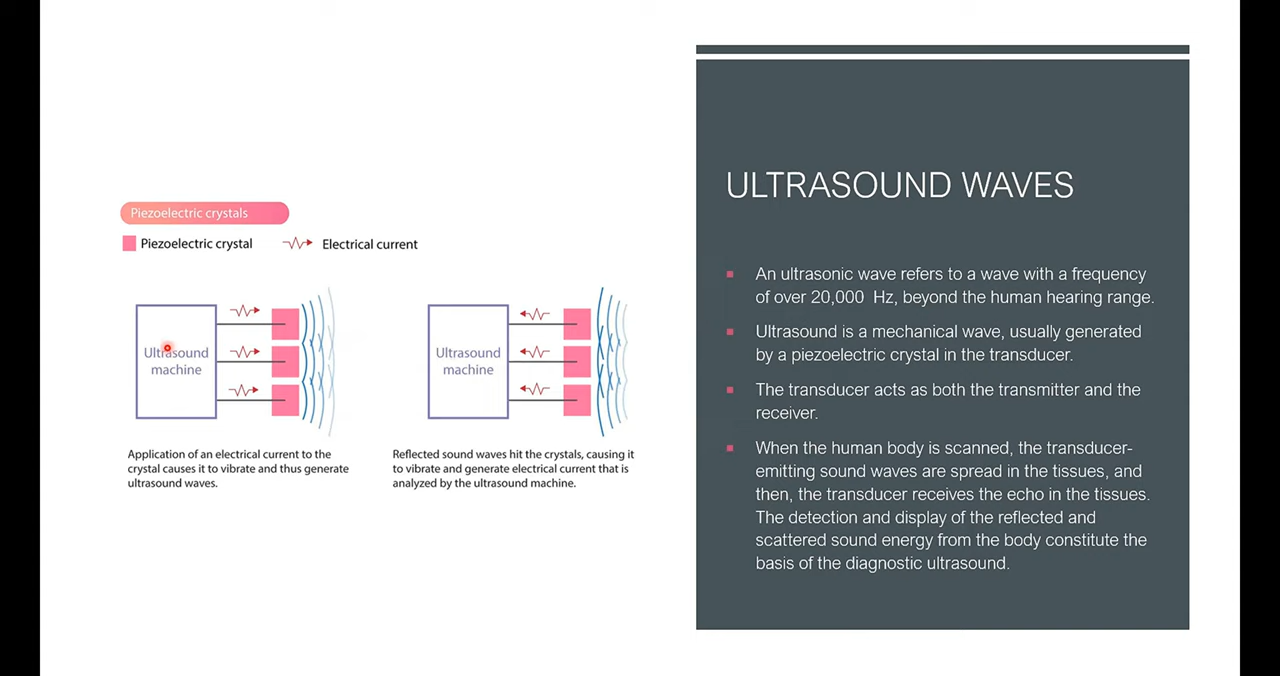 Piezoelectric crystals
Piezoelectric crystal
Electrical current
Ultrasound
machine
Application of an electrical current to the
crystal causes it to vibrate and thus generate
ultrasound waves.
Ultrasound
machine
Reflected sound waves hit the crystals, causing it
to vibrate and generate electrical current that is
analyzed by the ultrasound machine.
ULTRASOUND WAVES
An ultrasonic wave refers to a wave with a frequency
of over 20,000 Hz, beyond the human hearing range.
Ultrasound is a mechanical wave, usually generated
by a piezoelectric crystal in the transducer.
The transducer acts as both the transmitter and the
receiver.
When the human body is scanned, the transducer-
emitting sound waves are spread in the tissues, and
then, the transducer receives the echo in the tissues.
The detection and display of the reflected and
scattered sound energy from the body constitute the
basis of the diagnostic ultrasound.